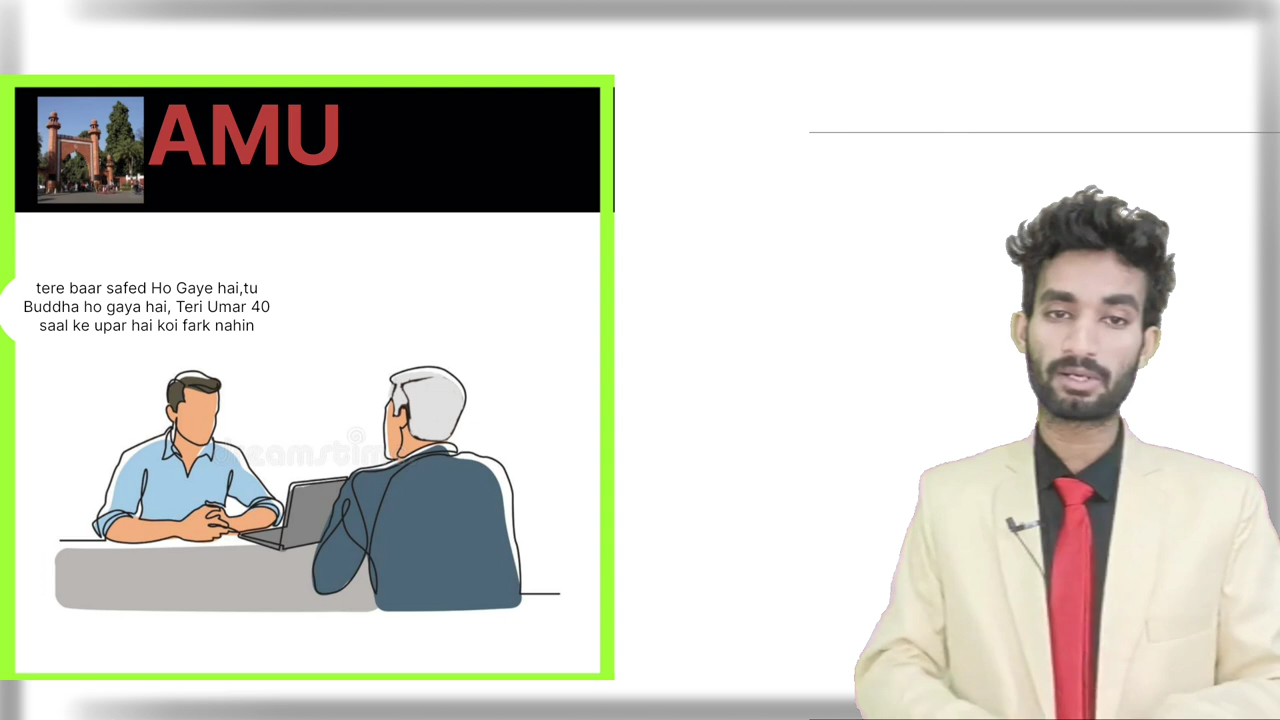 AMU
tere baar safed Ho Gaye hai,tu
Buddha ho gaya hai, Teri Umar 40
saal ke upar hai koi fark nahin